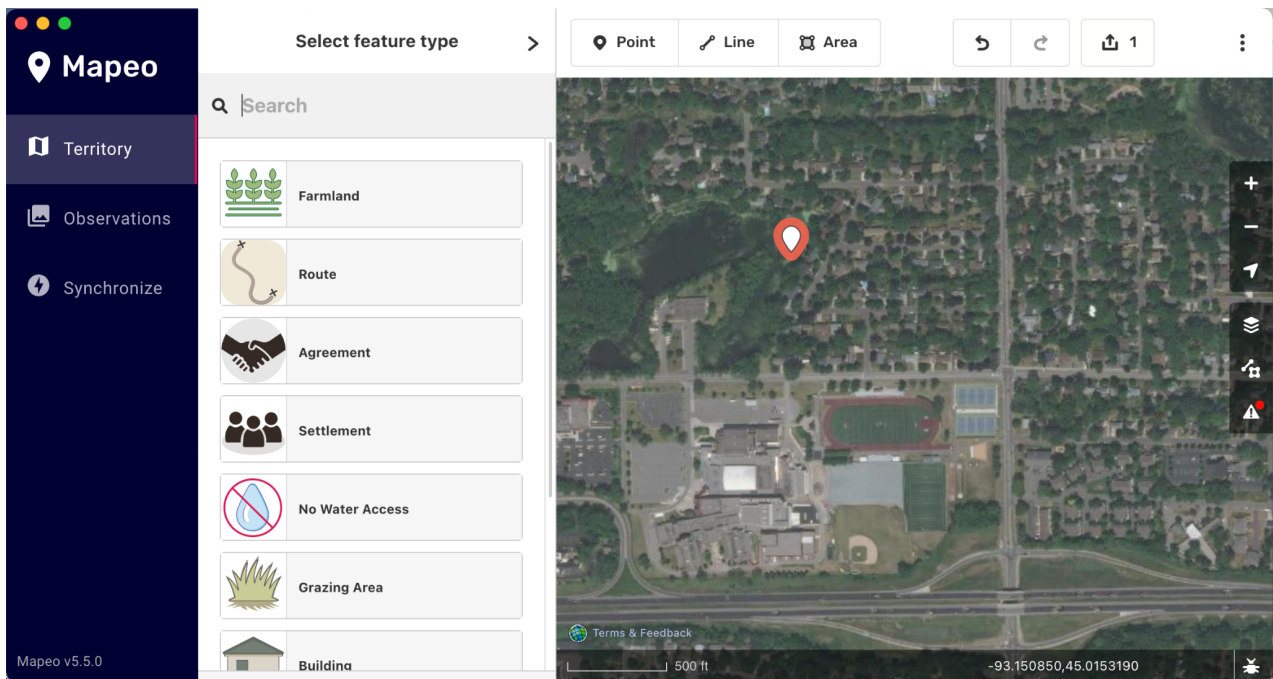 Mapeo
Territory
Observations
Synchronize
Mapeo v5.5.0
Select feature type
Search
Farmland
Route
Agreement
Settlement
No Water Access
Grazing Area
Building
Point
Line
Area
1
Terms & Feedback
500 ft
-93.150850,45.0153190